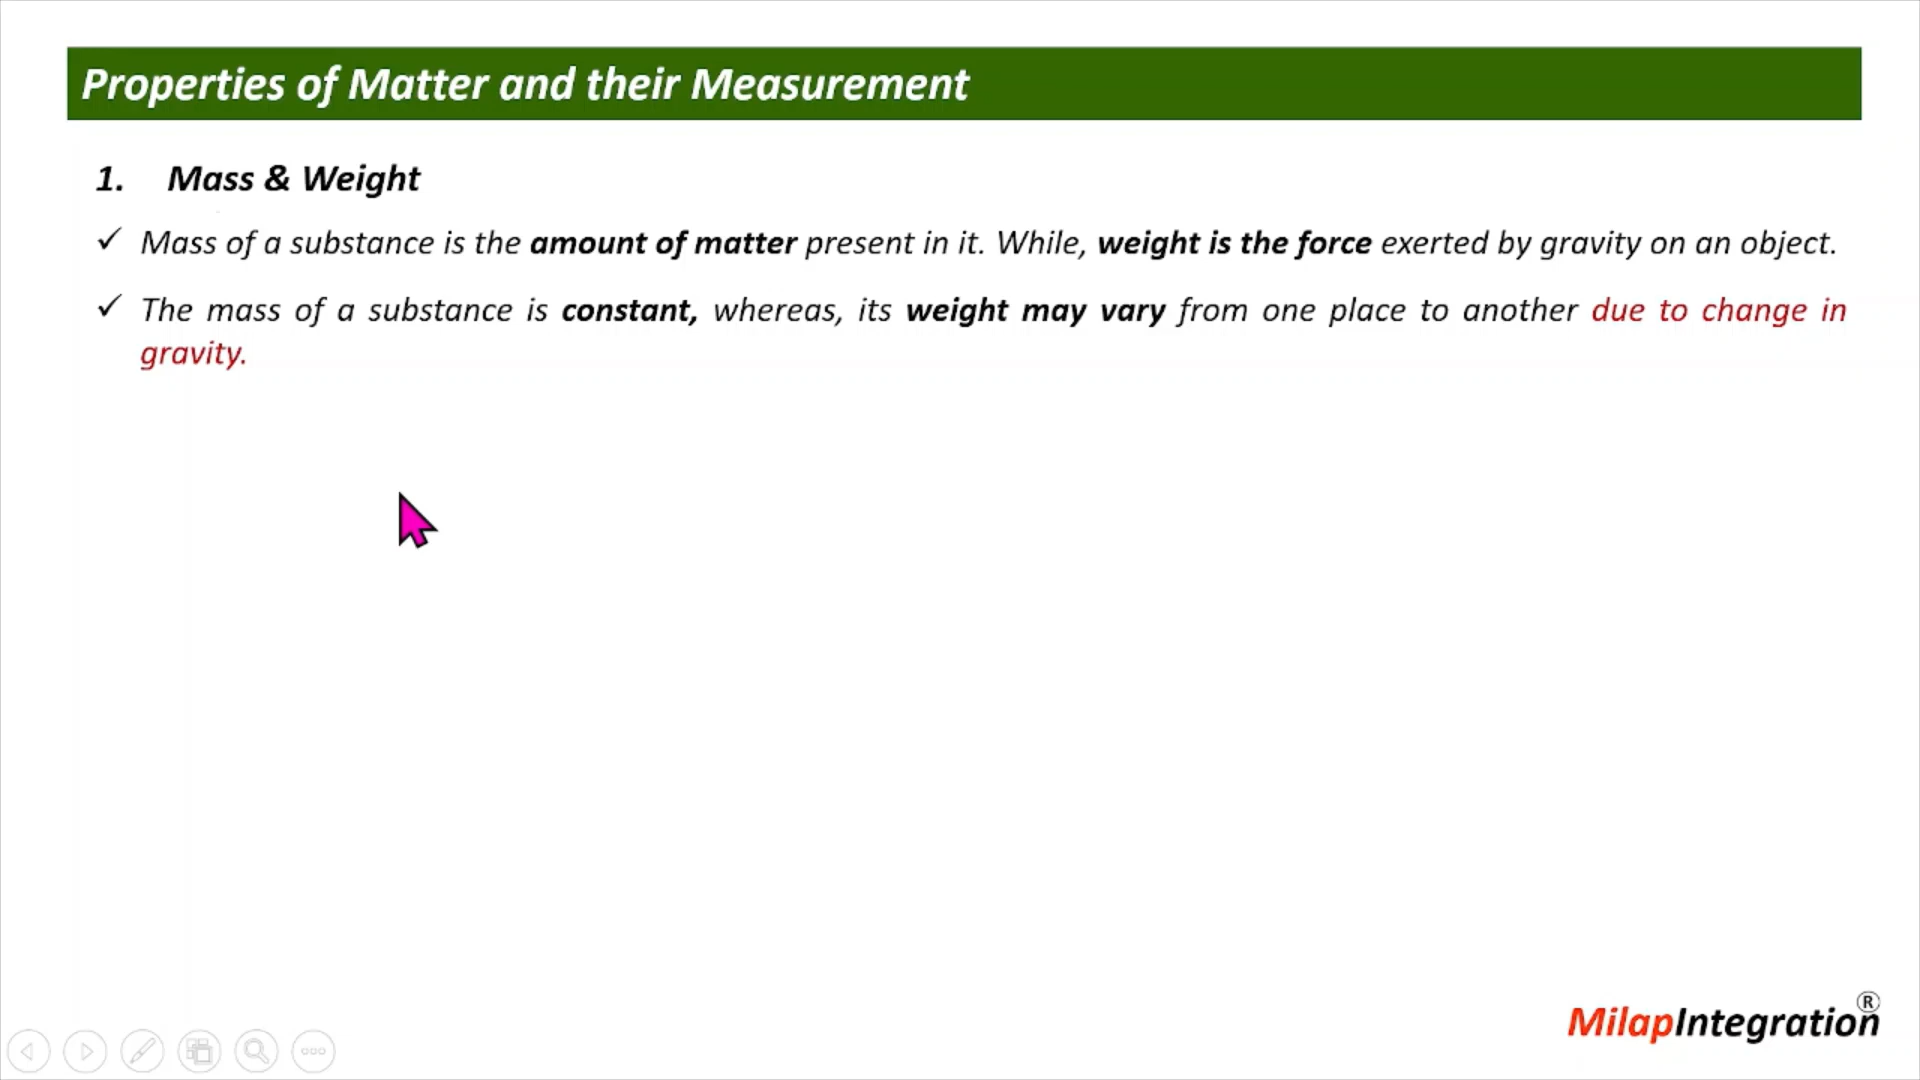 Properties of Matter and their Measurement
1. Mass & Weight
✓ Mass of a substance is the amount of matter present in it. While, weight is the force exerted by gravity on an object.
✓ The mass of a substance is constant, whereas, its weight may vary from one place to another due to change in
gravity.
MilapIntegration®